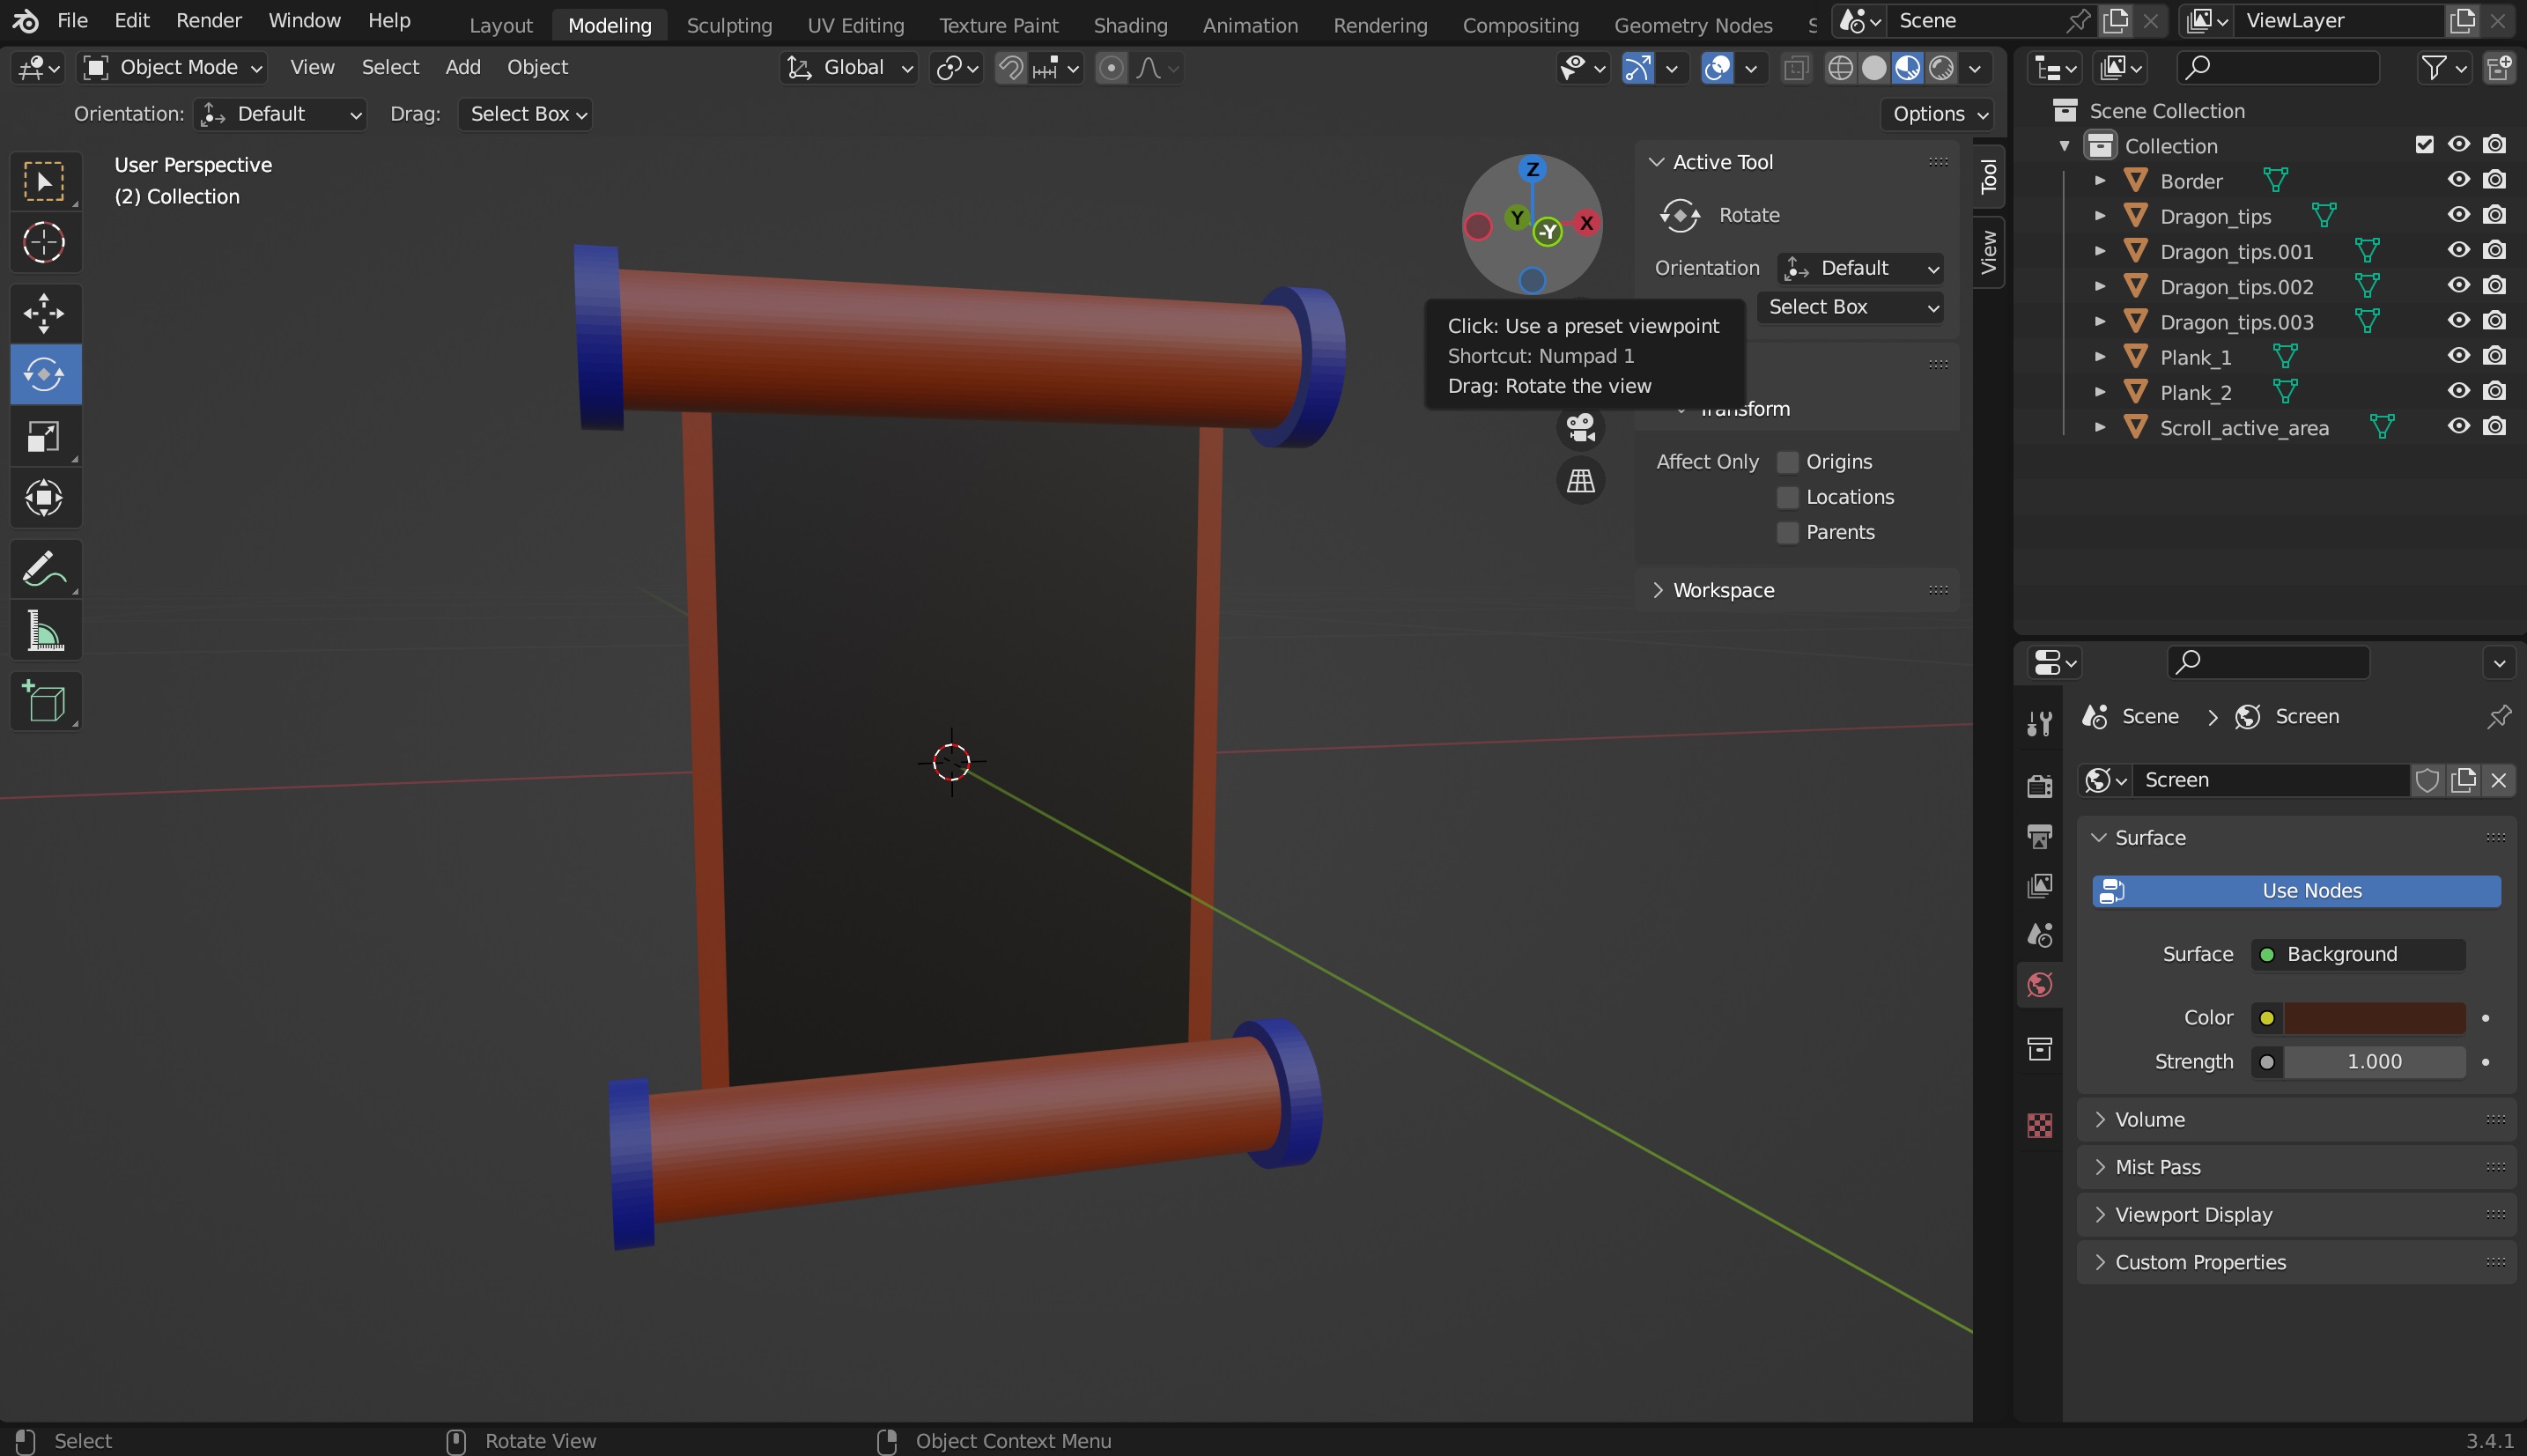 File Edit Render Window Help Layout Modeling Sculpting UV Editing Texture Paint Shading Animation Rendering Compositing Geometry Nodes Scene ViewLayer
Object Mode View Select Add Object Global
Orientation: Default Drag: Select Box Options
User Perspective
(2) Collection
Z
Y
-Y
X
Click: Use a preset viewpoint
Shortcut: Numpad 1
Drag: Rotate the view
Active Tool
Rotate
Orientation Default
Select Box
Transform
Affect Only Origins
Locations
Parents
Workspace
Tool
View
Scene Collection
Collection
Border
Dragon_tips
Dragon_tips.001
Dragon_tips.002
Dragon_tips.003
Plank_1
Plank_2
Scroll_active_area
Scene > Screen
Screen
Surface
Use Nodes
Surface Background
Color
Strength 1.000
Volume
Mist Pass
Viewport Display
Custom Properties
Select Rotate View Object Context Menu 3.4.1